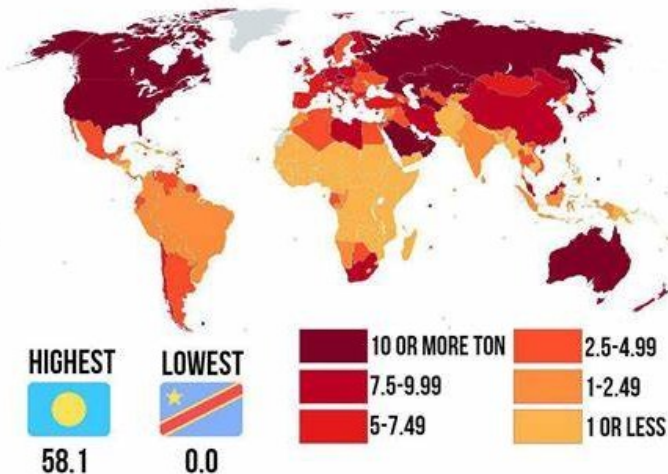 HIGHEST
58.1
LOWEST
0.0
10 OR MORE TON
7.5-9.99
5-7.49
2.5-4.99
1-2.49
1 OR LESS